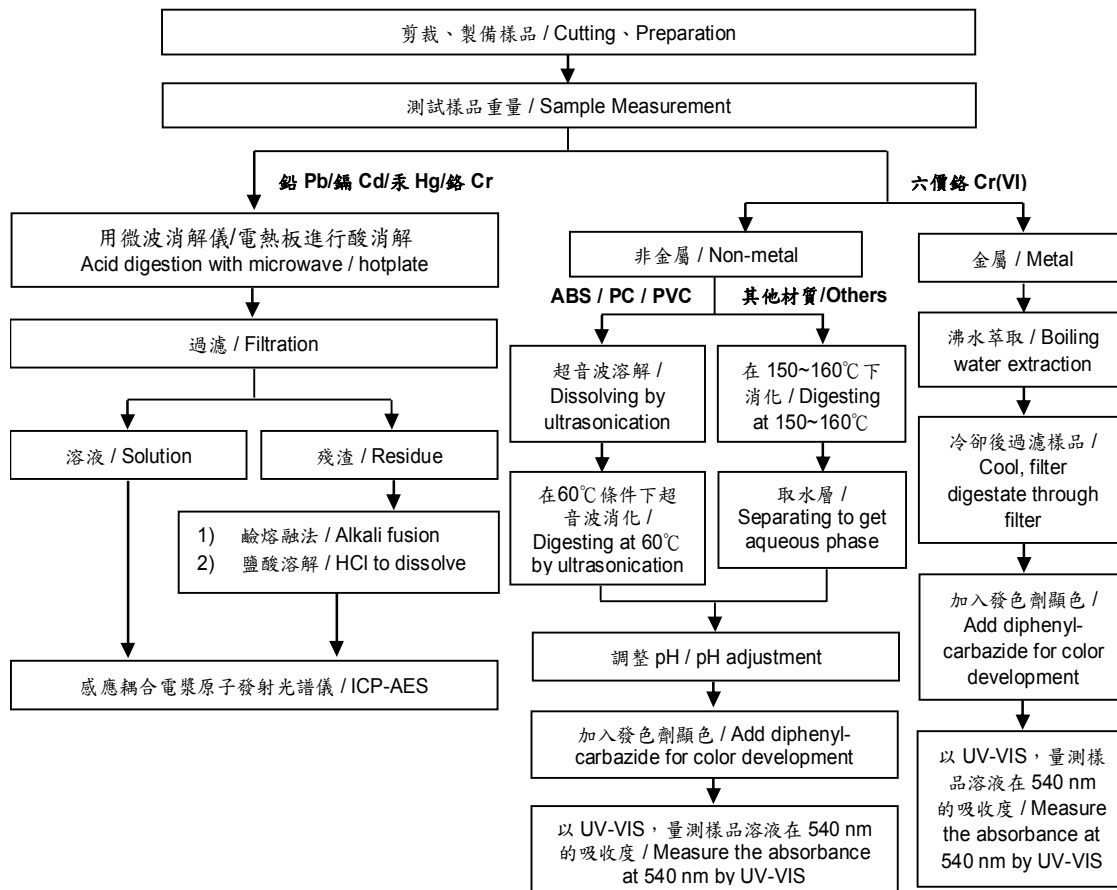 剪裁、製備樣品 / Cutting、Preparation
測試樣品重量 / Sample Measurement
鉛 Pb/鎘 Cd/汞 Hg/鉻 Cr
六價鉻 Cr(VI)
用微波消解儀/電熱板進行酸消解
Acid digestion with microwave / hotplate
過濾 / Filtration
溶液 / Solution
殘渣 / Residue
1) 鹼熔融法 / Alkali fusion
2) 鹽酸溶解 / HCl to dissolve
感應耦合電漿原子發射光譜儀 / ICP-AES
非金屬 / Non-metal
ABS / PC / PVC
其他材質/Others
超音波溶解 /
Dissolving by
ultrasonication
在60℃條件下超
音波消化 /
Digesting at 60℃
by ultrasonication
在 150~160℃下
消化 / Digesting
at 150~160℃
取水層 /
Separating to get
aqueous phase
調整 pH / pH adjustment
加入發色劑顯色 / Add diphenyl-
carbazide for color development
以 UV-VIS，量測樣品溶液在 540 nm
的吸收度 / Measure the absorbance
at 540 nm by UV-VIS
金屬 / Metal
沸水萃取 / Boiling
water extraction
冷卻後過濾樣品 /
Cool, filter
digestate through
filter
加入發色劑顯色 /
Add diphenyl-
carbazide for color
development
以 UV-VIS，量測樣
品溶液在 540 nm
的吸收度 / Measure
the absorbance at
540 nm by UV-VIS